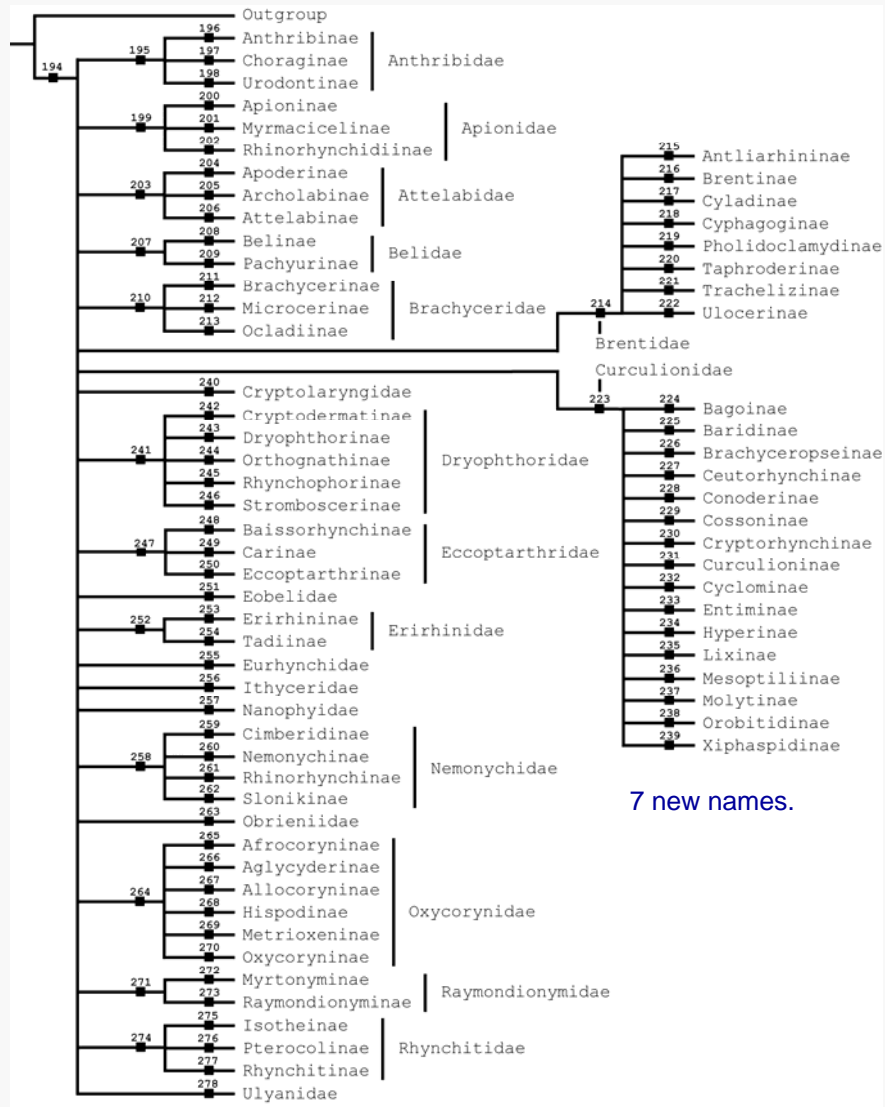 Outgroup
194
195
196
Anthribinae
197
Choraginae
198
Urodontinae
Anthribidae
199
200
Apioninae
201
Myrmacicelinae
202
Rhinorhynchidiinae
Apionidae
203
204
Apoderinae
205
Archolabinae
206
Attelabinae
Attelabidae
207
208
Belinae
209
Pachyurinae
Belidae
210
211
Brachycerinae
212
Microcerinae
213
Ocladiinae
Brachyceridae
214
Brentidae
215
Antliarhininae
216
Brentinae
217
Cyladinae
218
Cyphagoginae
219
Pholidoclamydinae
220
Taphroderinae
221
Trachelizinae
222
Ulocerinae
Curculionidae
223
224
Bagoinae
225
Baridinae
226
Brachyceropseinae
227
Ceutorhynchinae
228
Conoderinae
229
Cossoninae
230
Cryptorhynchinae
231
Curculioninae
232
Cyclominae
233
Entiminae
234
Hyperinae
235
Lixinae
236
Mesoptiliinae
237
Molytinae
238
Orobitidinae
239
Xiphaspidinae
240
Cryptolaryngidae
241
242
Cryptodermatinae
243
Dryophthorinae
244
Orthognathinae
245
Rhynchophorinae
246
Stromboscerinae
Dryophthoridae
247
248
Baissorhynchinae
249
Carinae
250
Eccoptarthrinae
Eccoptarthridae
251
Eobelidae
252
253
Erirhininae
254
Tadiinae
Erirhinidae
255
Eurhynchidae
256
Ithyceridae
257
Nanophyidae
258
259
Cimberidinae
260
Nemonychinae
261
Rhinorhynchinae
262
Slonikinae
Nemonychidae
263
Obrieniidae
264
265
Afrocoryninae
266
Aglycyderinae
267
Allocoryninae
268
Hispodinae
269
Metrioxeninae
270
Oxycoryninae
Oxycorynidae
271
272
Myrtonyminae
273
Raymondionyminae
Raymondionymidae
274
275
Isotheinae
276
Pterocolinae
277
Rhynchitinae
Rhynchitidae
278
Ulyanidae
7 new names.